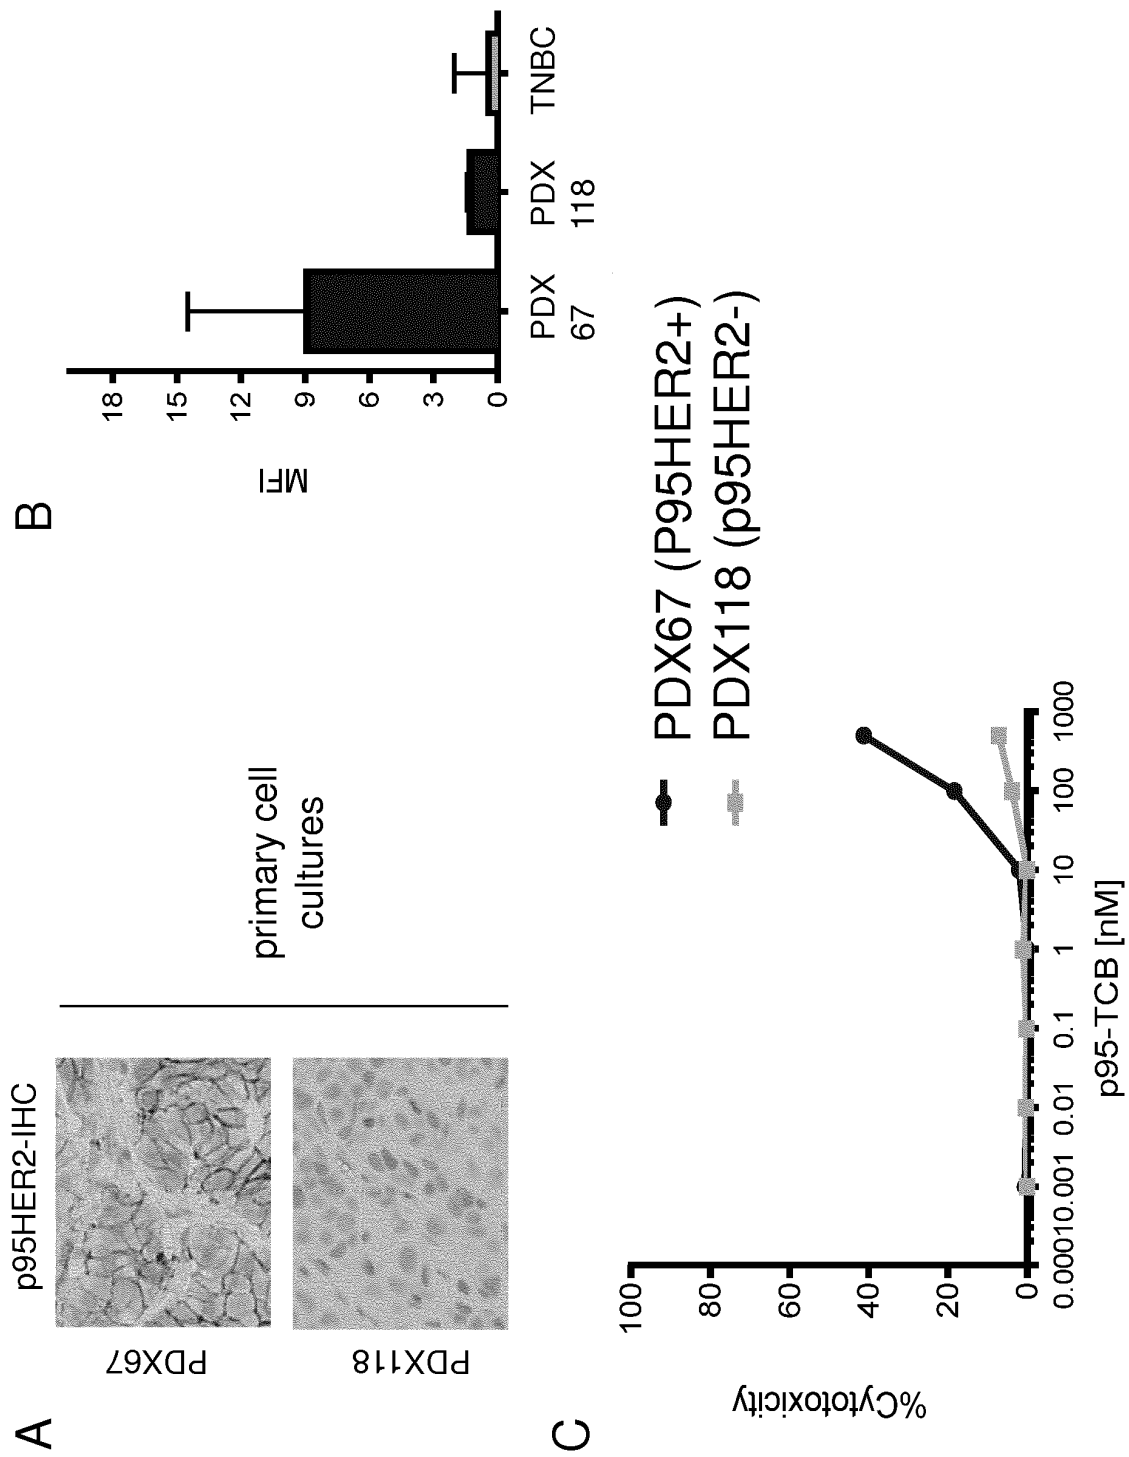 A
p95HER2-IHC
PDX67
PDX118
primary cell
cultures
B
MFI
18
15
12
9
6
3
0
PDX
67
PDX
118
TNBC
C
%Cytotoxicity
100
80
60
40
20
0
0.0001
0.001
0.01
0.1
1
10
100
1000
p95-TCB [nM]
PDX67 (P95HER2+)
PDX118 (p95HER2-)